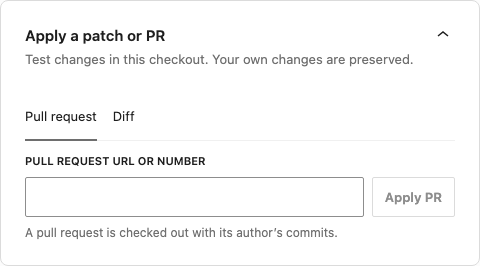 Apply a patch or PR
Test changes in this checkout. Your own changes are preserved.
Pull request Diff
PULL REQUEST URL OR NUMBER
Apply PR
A pull request is checked out with its author's commits.